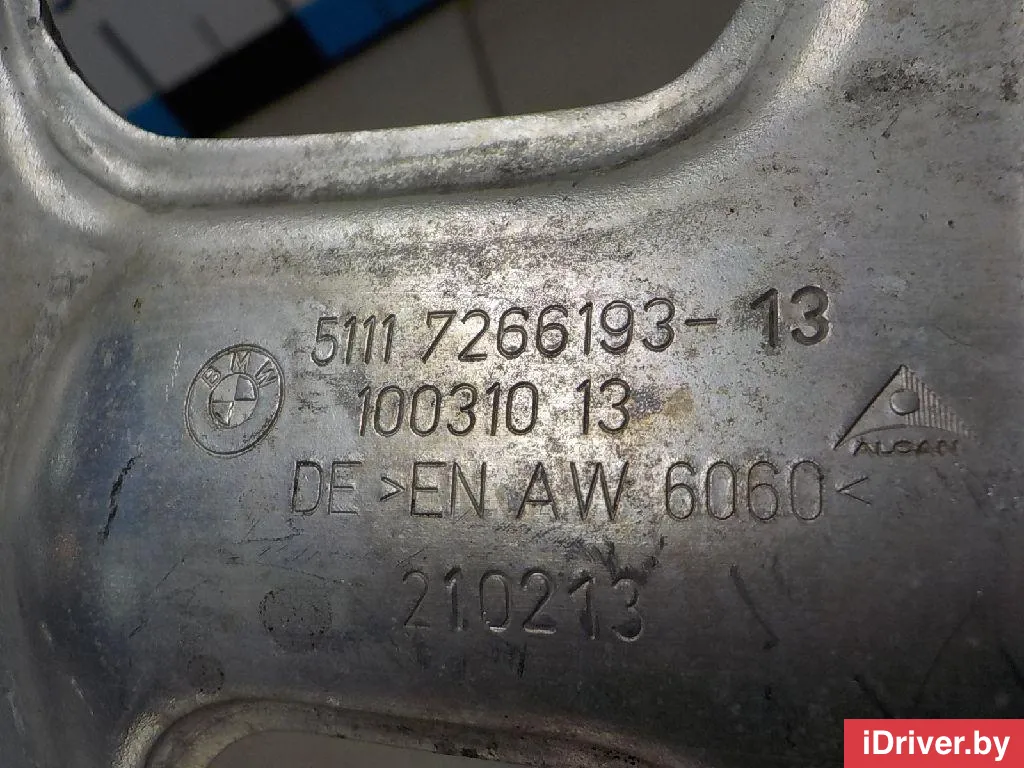 5111 7266193-13
BMW
100310 13
ALCAN
DE >EN AW 6060<
210213
iDriver.by